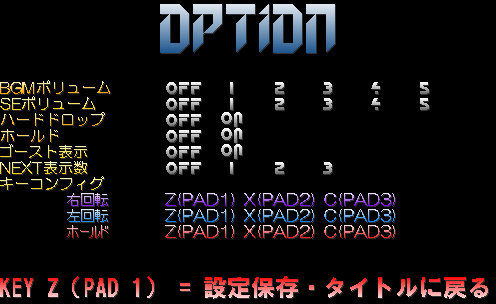 OPTION
BGMボリューム OFF 1 2 3 4 5
SEボリューム OFF 1 2 3 4 5
ハードドロップ OFF ON
ホールド OFF ON
ゴースト表示 OFF ON
NEXT表示数 OFF 1 2 3
キーコンフィグ
右回転 Z(PAD1) X(PAD2) C(PAD3)
左回転 Z(PAD1) X(PAD2) C(PAD3)
ホールド Z(PAD1) X(PAD2) C(PAD3)
KEY Z (PAD 1) = 設定保存・タイトルに戻る